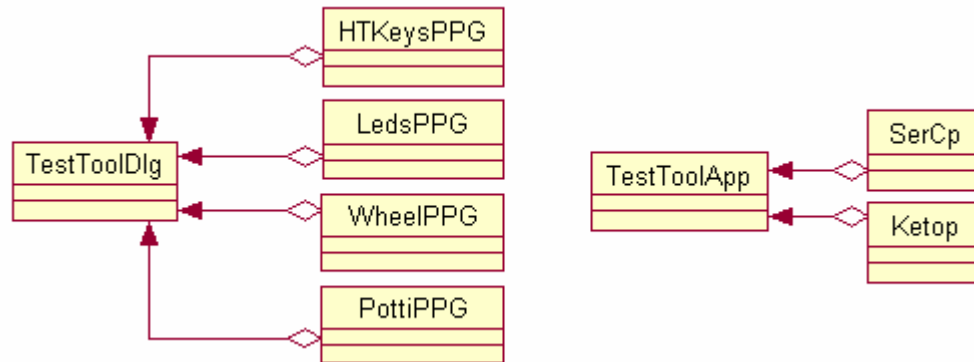 HTKeysPPG
LedsPPG
TestToolDlg
WheelPPG
PottiPPG
SerCp
TestToolApp
Ketop